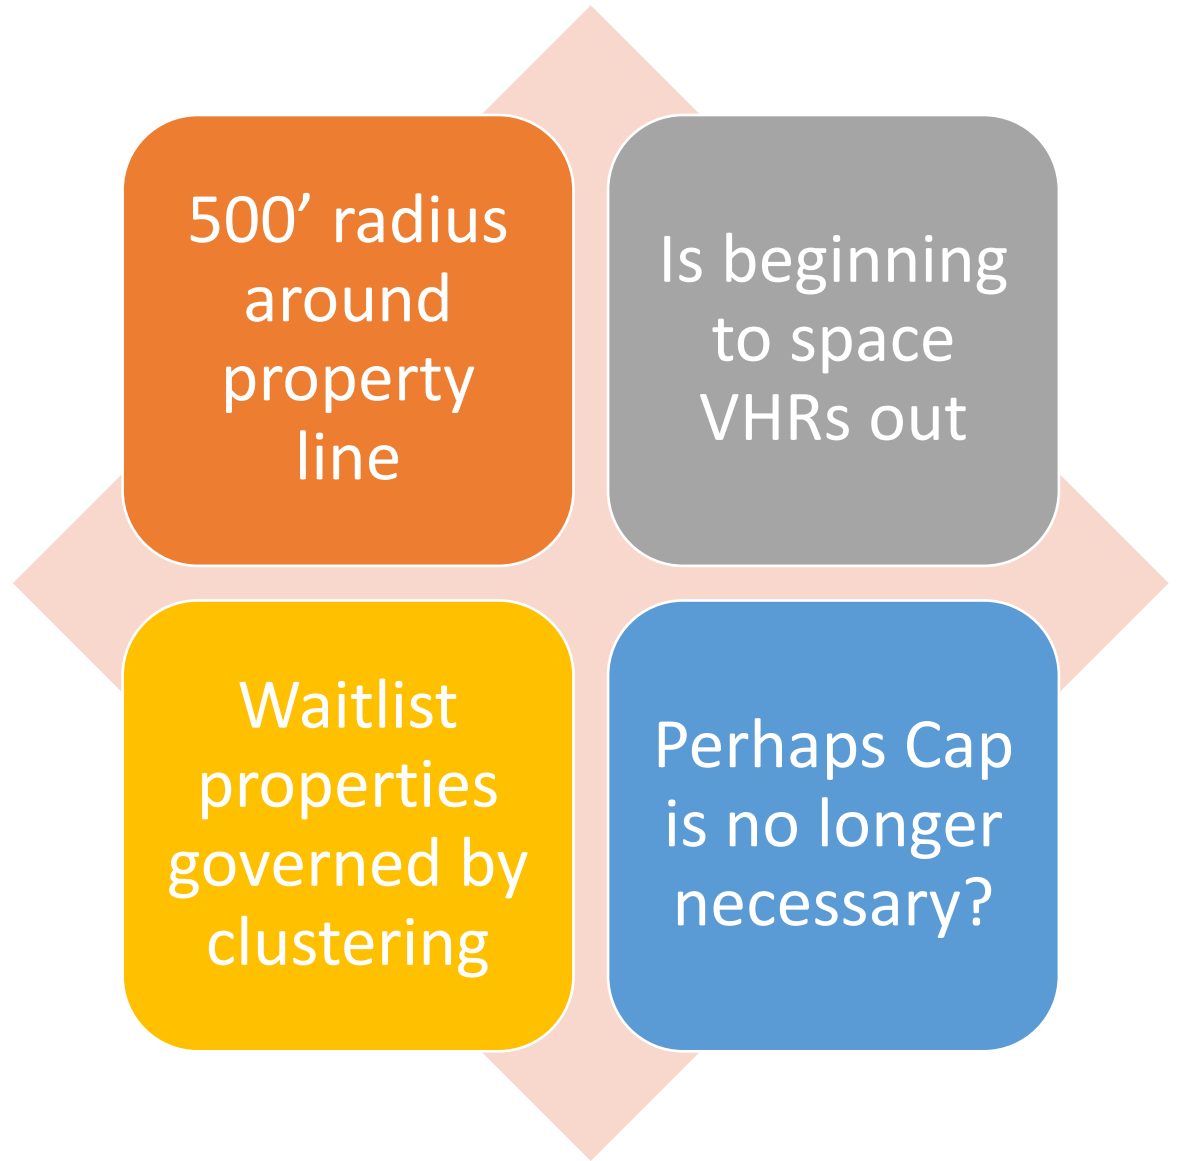 500’ radius
around
property
line
Is beginning
to space
VHRs out
Waitlist
properties
governed by
clustering
Perhaps Cap
is no longer
necessary?